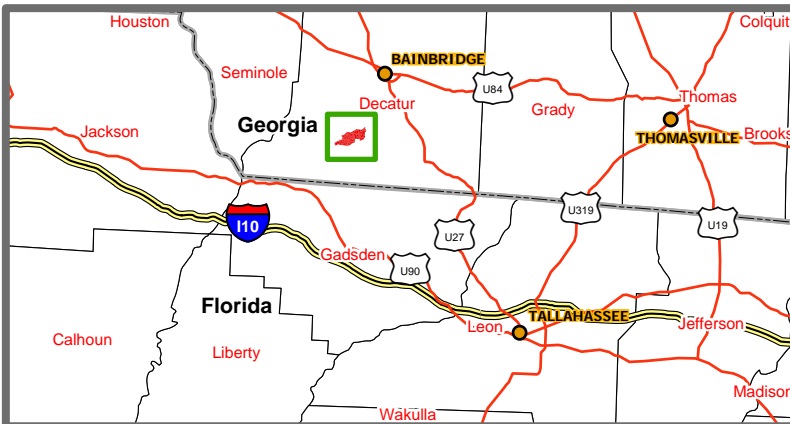 Houston
Colquit
Seminole
BAINBRIDGE
U84
Thomas
Decatur
Grady
Georgia
Jackson
THOMASVILLE
Brooks
U319
I10
U19
U27
Gadsden
U90
Florida
TALLAHASSEE
Leon
Jefferson
Calhoun
Liberty
Madison
Wakulla